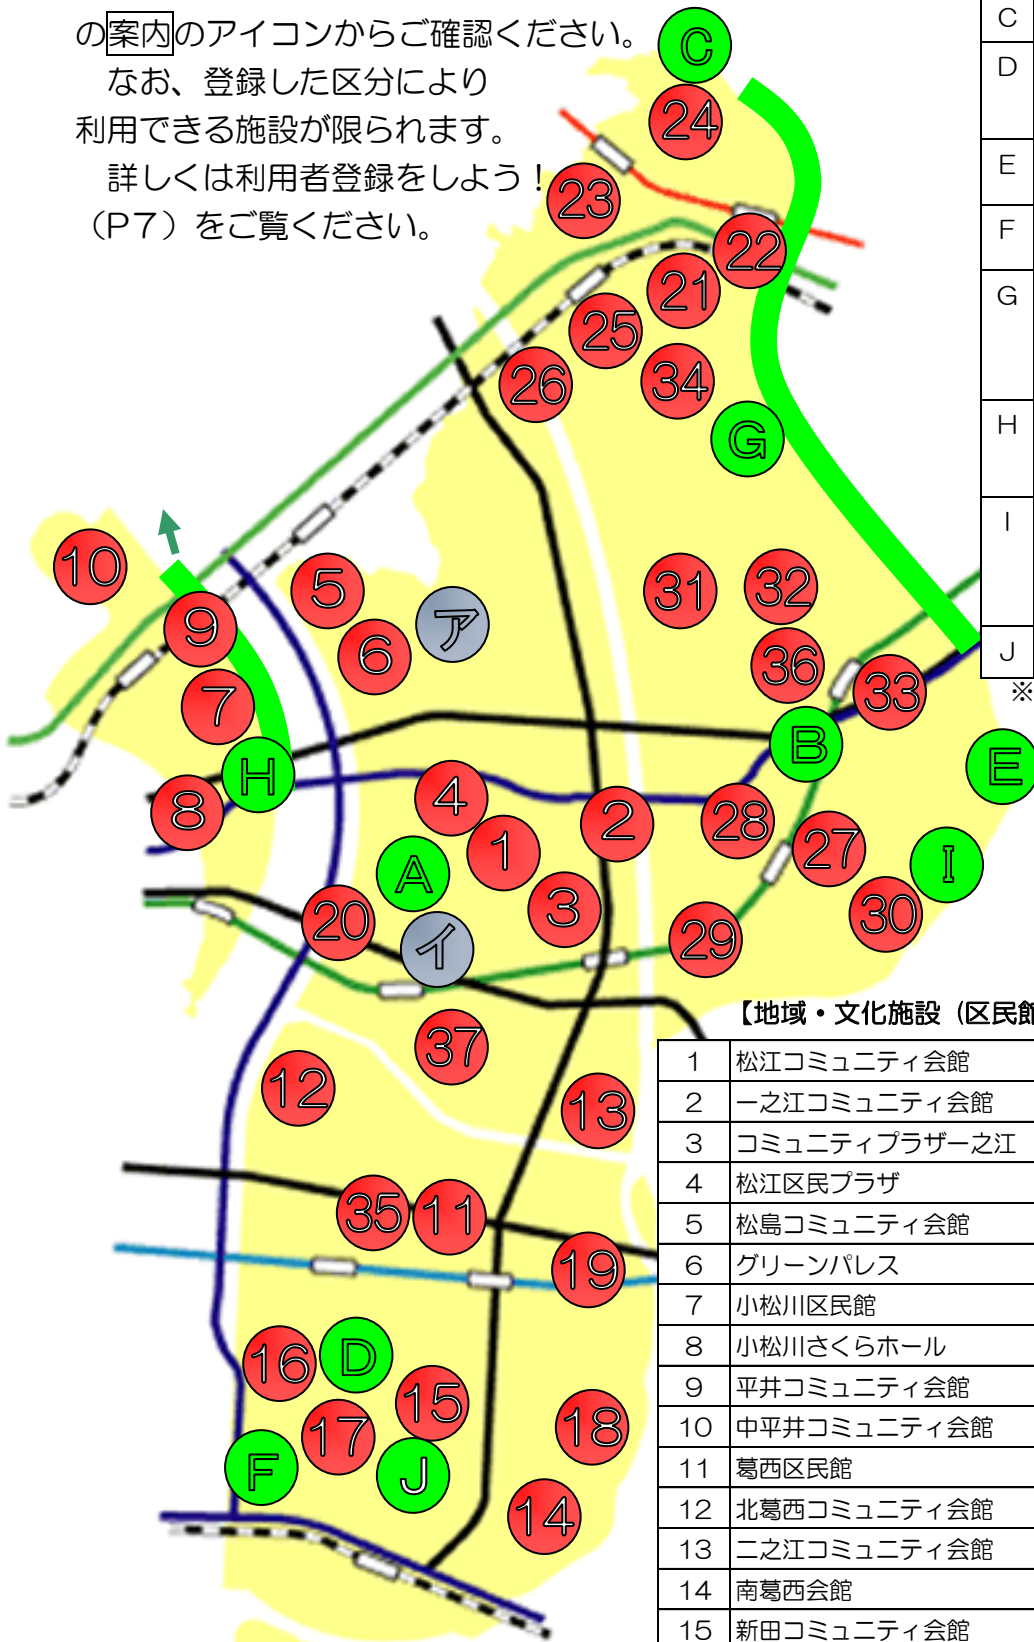 の案内のアイコンからご確認ください。
なお、登録した区分により
利用できる施設が限られます。
詳しくは利用者登録をしよう！
（P7）をご覧ください。
C
D
E
F
G
H
I
J
※
C
24
23
22
21
25
26
34
G
10
5
ア
31
32
9
6
36
7
33
B
H
E
4
8
2
28
1
27
A
I
3
20
30
イ
29
37
12
13
35
11
19
D
16
15
18
17
F
J
14
【地域・文化施設（区民館
1 松江コミュニティ会館
2 一之江コミュニティ会館
3 コミュニティプラザ一之江
4 松江区民プラザ
5 松島コミュニティ会館
6 グリーンパレス
7 小松川区民館
8 小松川さくらホール
9 平井コミュニティ会館
10 中平井コミュニティ会館
11 葛西区民館
12 北葛西コミュニティ会館
13 二之江コミュニティ会館
14 南葛西会館
15 新田コミュニティ会館